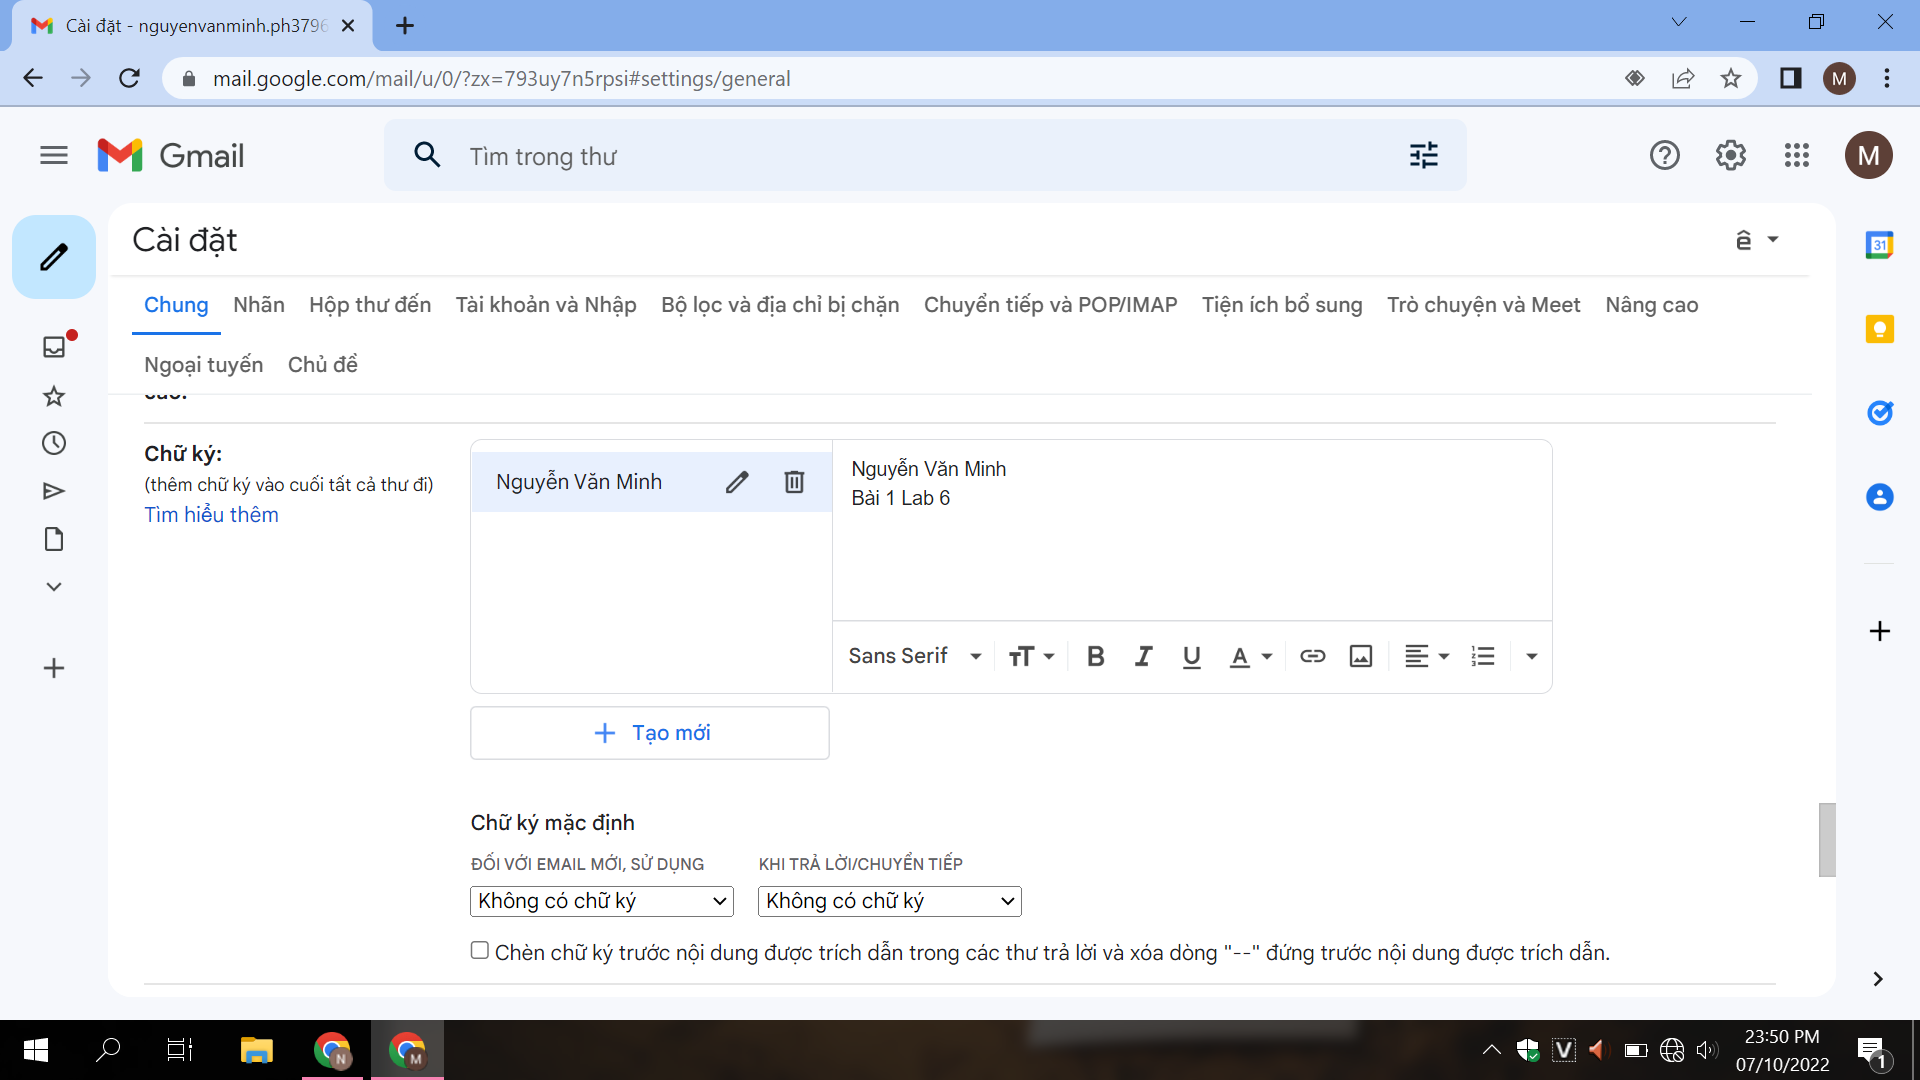 Cài đặt - nguyenvanminh.ph3796
mail.google.com/mail/u/0/?zx=793uy7n5rpsi#settings/general
M
Gmail
Tìm trong thư
M
Cài đặt
ê
31
Chung Nhãn Hộp thư đến Tài khoản và Nhập Bộ lọc và địa chỉ bị chặn Chuyển tiếp và POP/IMAP Tiện ích bổ sung Trò chuyện và Meet Nâng cao
Ngoại tuyến Chủ đề
cao:
Chữ ký:
(thêm chữ ký vào cuối tất cả thư đi)
Tìm hiểu thêm
Nguyễn Văn Minh
Nguyễn Văn Minh
Bài 1 Lab 6
Sans Serif
Tạo mới
Chữ ký mặc định
ĐỐI VỚI EMAIL MỚI, SỬ DỤNG KHI TRẢ LỜI/CHUYỂN TIẾP
Không có chữ ký Không có chữ ký
Chèn chữ ký trước nội dung được trích dẫn trong các thư trả lời và xóa dòng "--" đứng trước nội dung được trích dẫn.
N
M
V
23:50 PM
07/10/2022
1